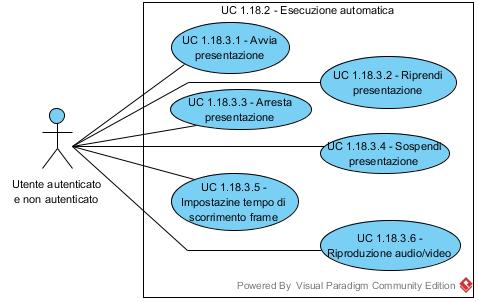 UC 1.18.2 - Esecuzione automatica
UC 1.18.3.1 - Avvia
presentazione
UC 1.18.3.2 - Riprendi
presentazione
UC 1.18.3.3 - Arresta
presentazione
UC 1.18.3.4 - Sospendi
presentazione
Utente autenticato
e non autenticato
UC 1.18.3.5 -
Impostazine tempo di
scorrimento frame
UC 1.18.3.6 -
Riproduzione audio/video
Powered By Visual Paradigm Community Edition